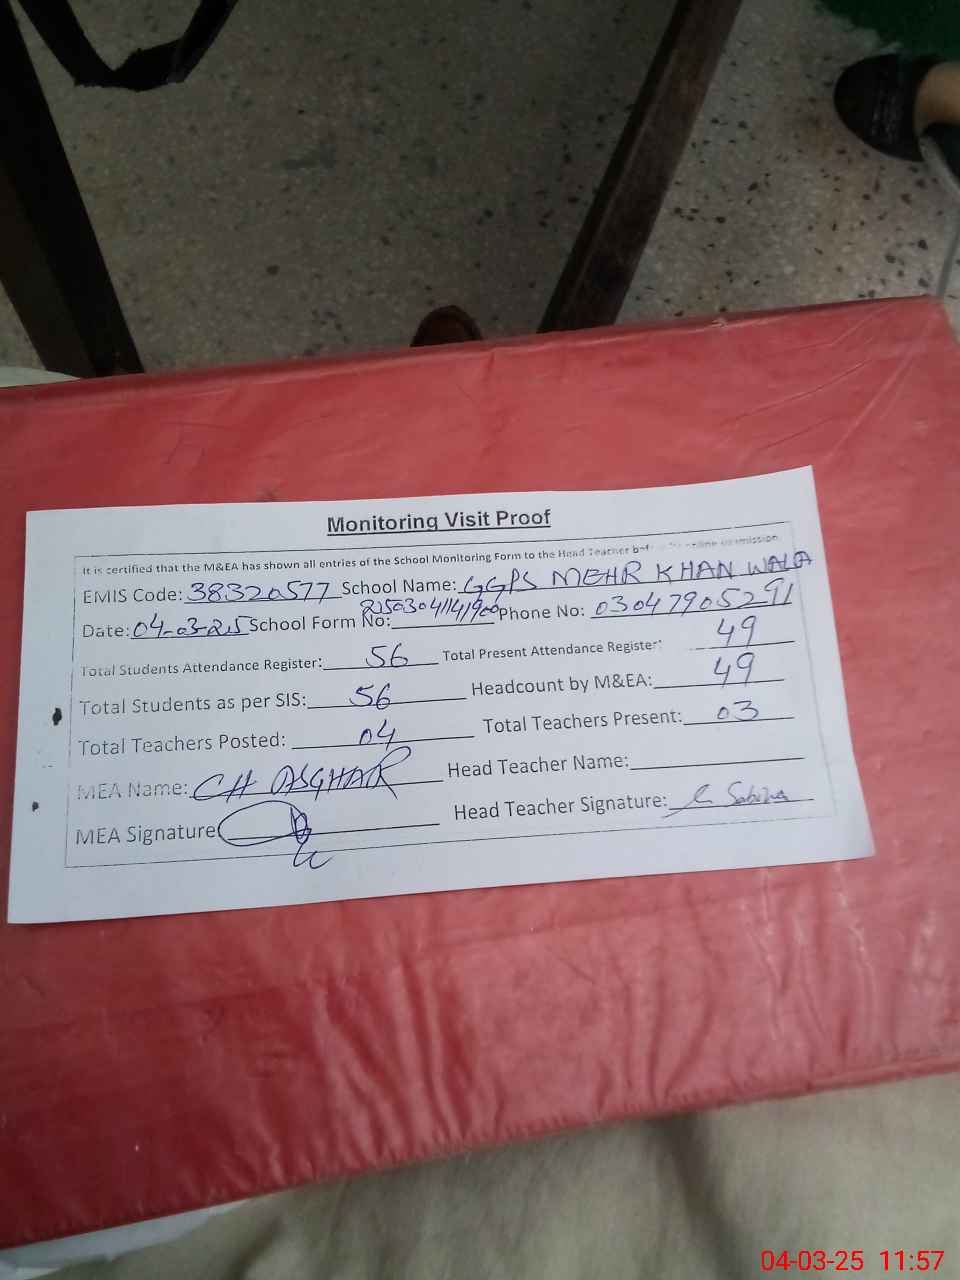 Monitoring Visit Proof
It is certified that the M&EA has shown all entries of the School Monitoring Form to the Head Teacher
EMIS Code: 38320577 School Name: GGPS MEHR KHAN WALA
Date: 04-03-25 School Form No: Phone No: 03047905291
Total Students Attendance Register: 56 Total Present Attendance Register: 49
Total Students as per SIS: 56 Headcount by M&EA: 49
Total Teachers Posted: 04 Total Teachers Present: 03
MEA Name: CH ASGHAR Head Teacher Name:
MEA Signature Head Teacher Signature:
04-03-25 11:57